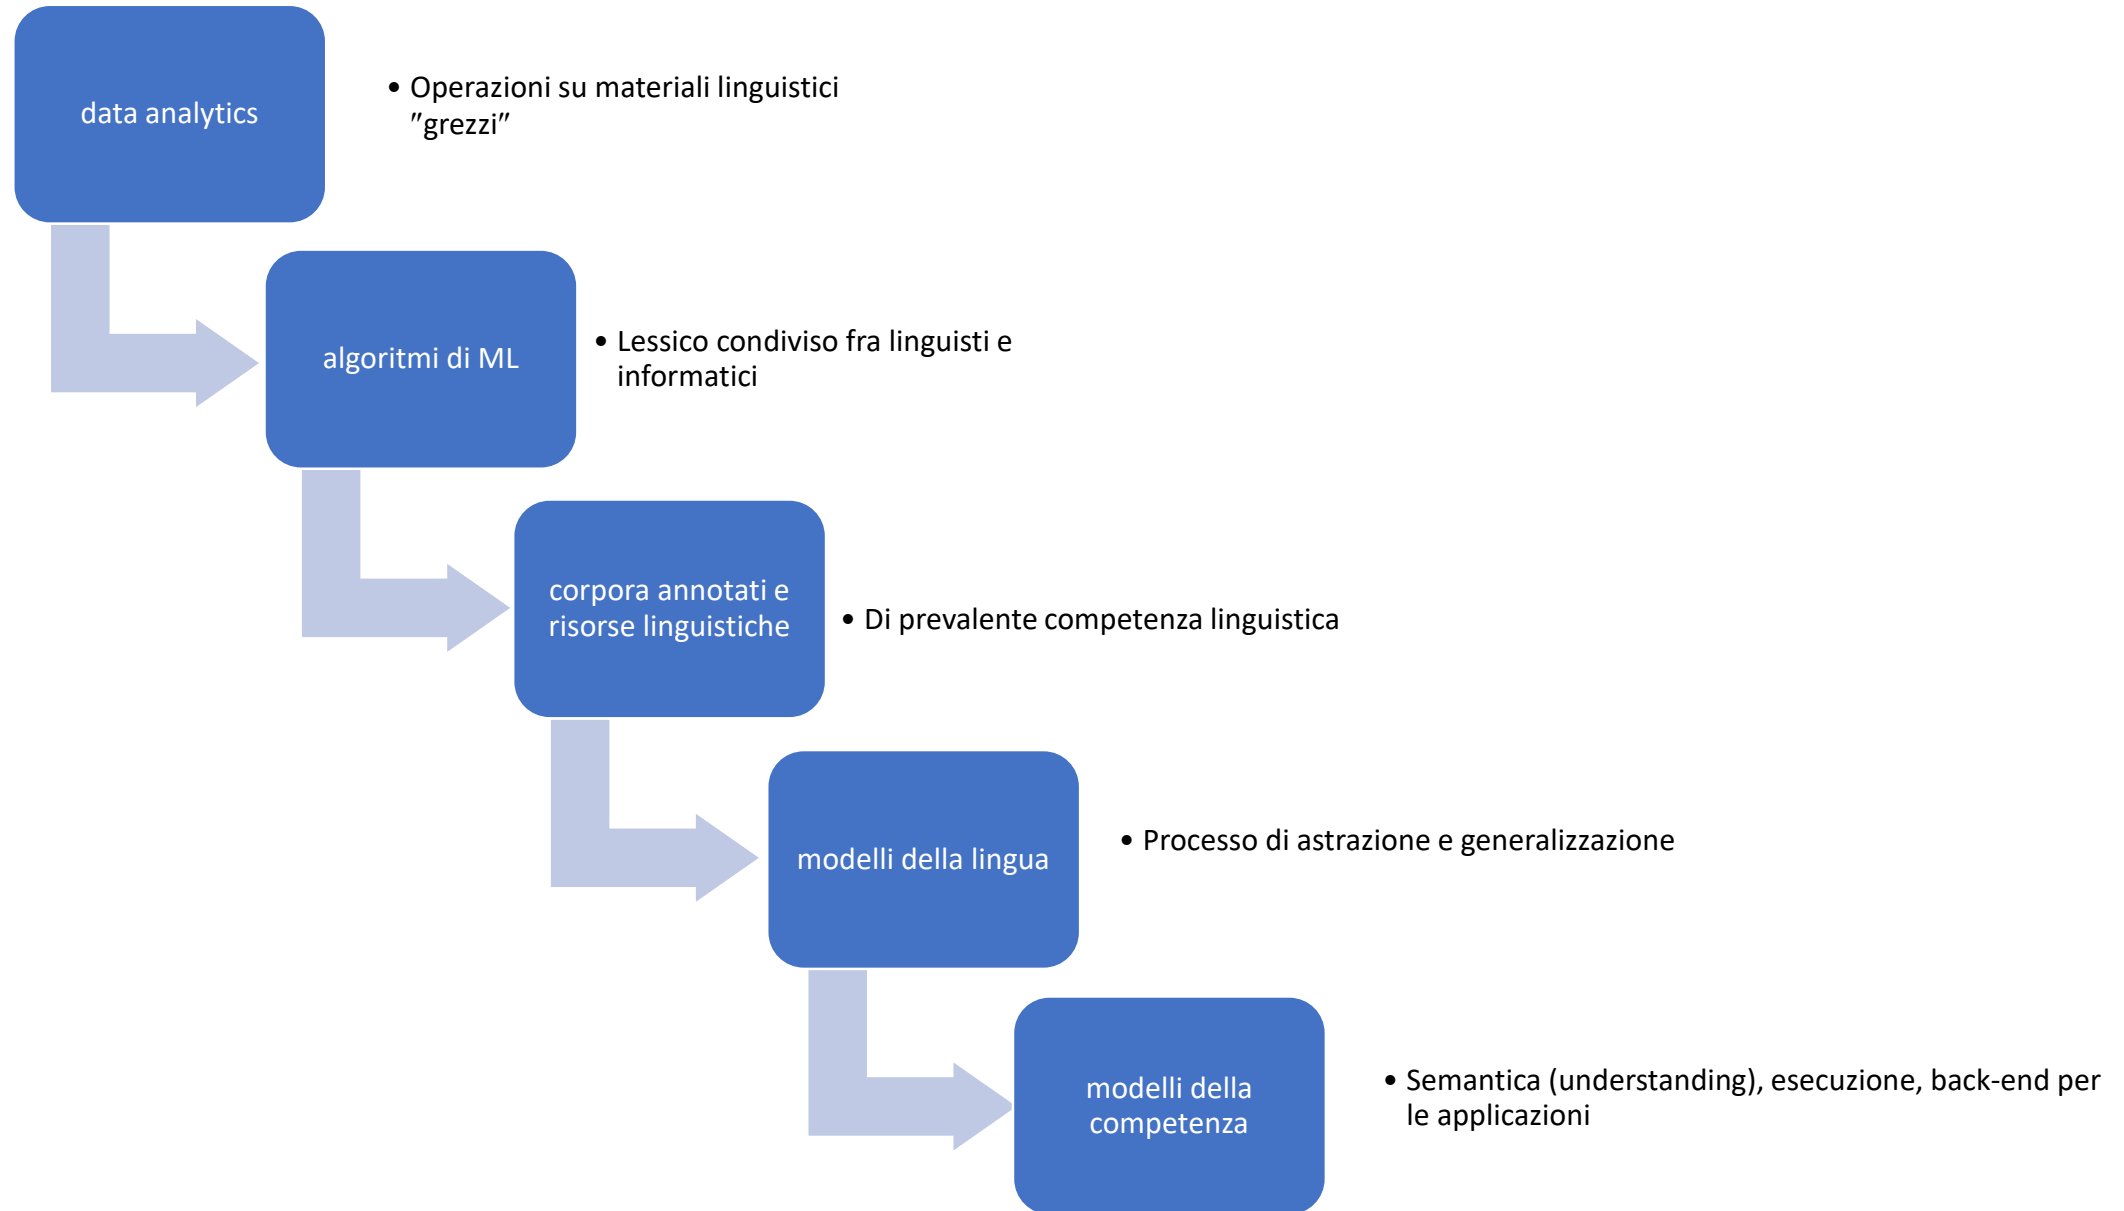 data analytics
• Operazioni su materiali linguistici
″grezzi″
algoritmi di ML
• Lessico condiviso fra linguisti e
informatici
corpora annotati e
risorse linguistiche
• Di prevalente competenza linguistica
modelli della lingua
• Processo di astrazione e generalizzazione
modelli della
competenza
• Semantica (understanding), esecuzione, back-end per
le applicazioni